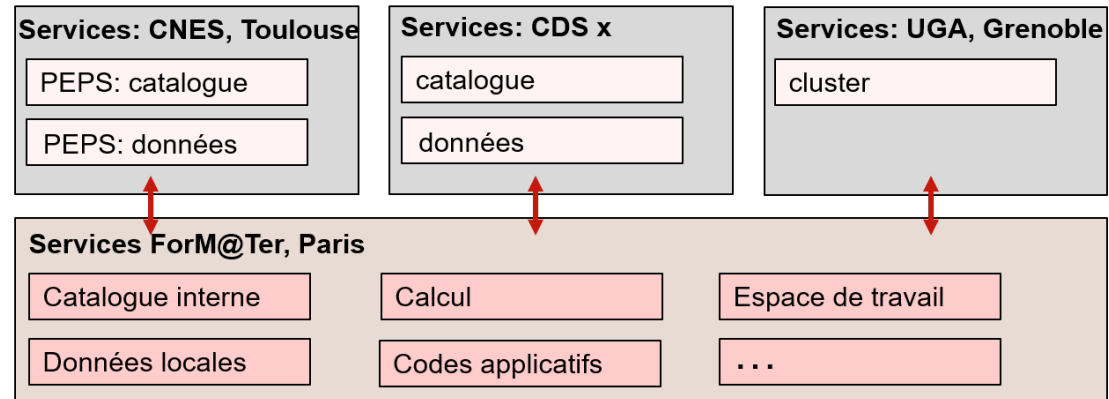 Services: CNES, Toulouse
PEPS: catalogue
PEPS: données
Services: CDS x
catalogue
données
Services: UGA, Grenoble
cluster
Services ForM@Ter, Paris
Catalogue interne
Calcul
Espace de travail
Données locales
Codes applicatifs
...